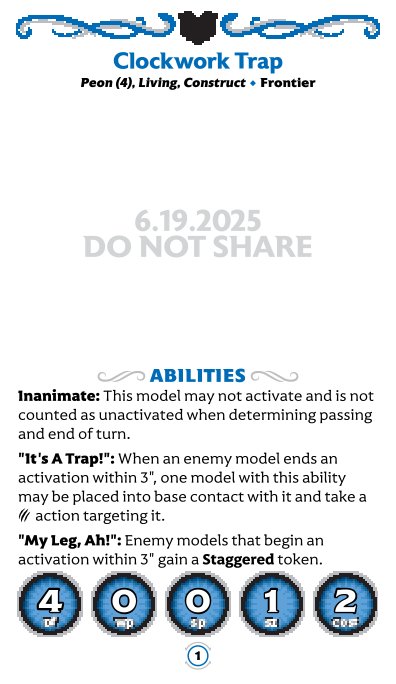 Clockwork Trap
Peon (4), Living, Construct ⬥ Frontier
6.19.2025
DO NOT SHARE
ABILITIES
Inanimate: This model may not activate and is not
counted as unactivated when determining passing
and end of turn.
"It's A Trap!": When an enemy model ends an
activation within 3", one model with this ability
may be placed into base contact with it and take a
action targeting it.
"My Leg, Ah!": Enemy models that begin an
activation within 3" gain a Staggered token.
4 0 0 1 2
Df Wp Sp Sz Cost
1